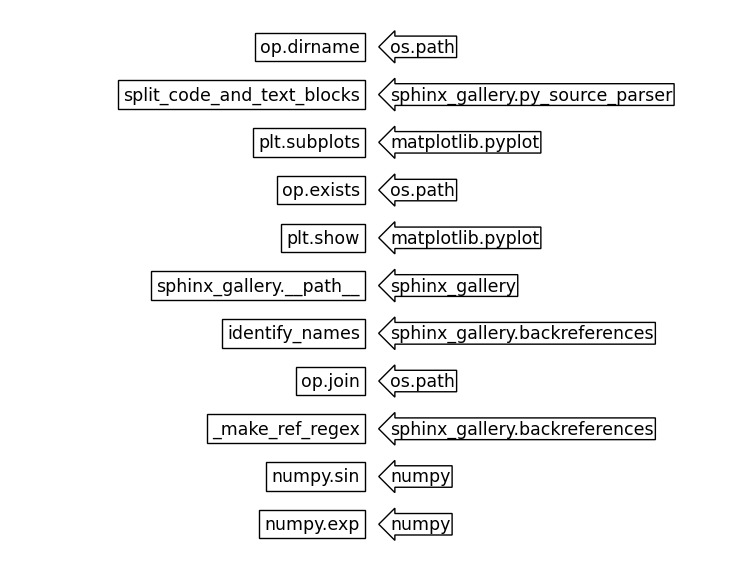 op.dirname os.path
split_code_and_text_blocks sphinx_gallery.py_source_parser
plt.subplots matplotlib.pyplot
op.exists os.path
plt.show matplotlib.pyplot
sphinx_gallery.__path__ sphinx_gallery
identify_names sphinx_gallery.backreferences
op.join os.path
_make_ref_regex sphinx_gallery.backreferences
numpy.sin numpy
numpy.exp numpy